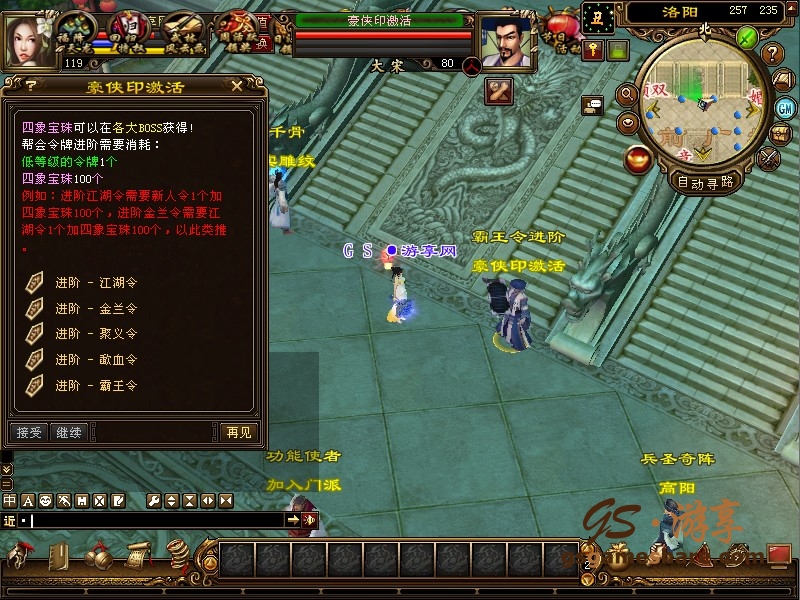 豪侠印激活
洛阳
257 235
丑
北
119
大宋
80
?
豪侠印激活
GM
四象宝珠可以在各大BOSS获得!
帮会令牌进阶需要消耗:
低等级的令牌1个
四象宝珠100个
例如:进阶江湖令需要新人令1个加
四象宝珠100个,进阶金兰令需要江
湖令1个加四象宝珠100个,以此类推
。
自动寻路
霸王令进阶
豪侠印激活
GS
游享网
进阶 - 江湖令
进阶 - 金兰令
进阶 - 聚义令
进阶 - 歃血令
进阶 - 霸王令
接受
继续
再见
功能使者
加入门派
兵圣奇阵
高阳
近
GS·游享